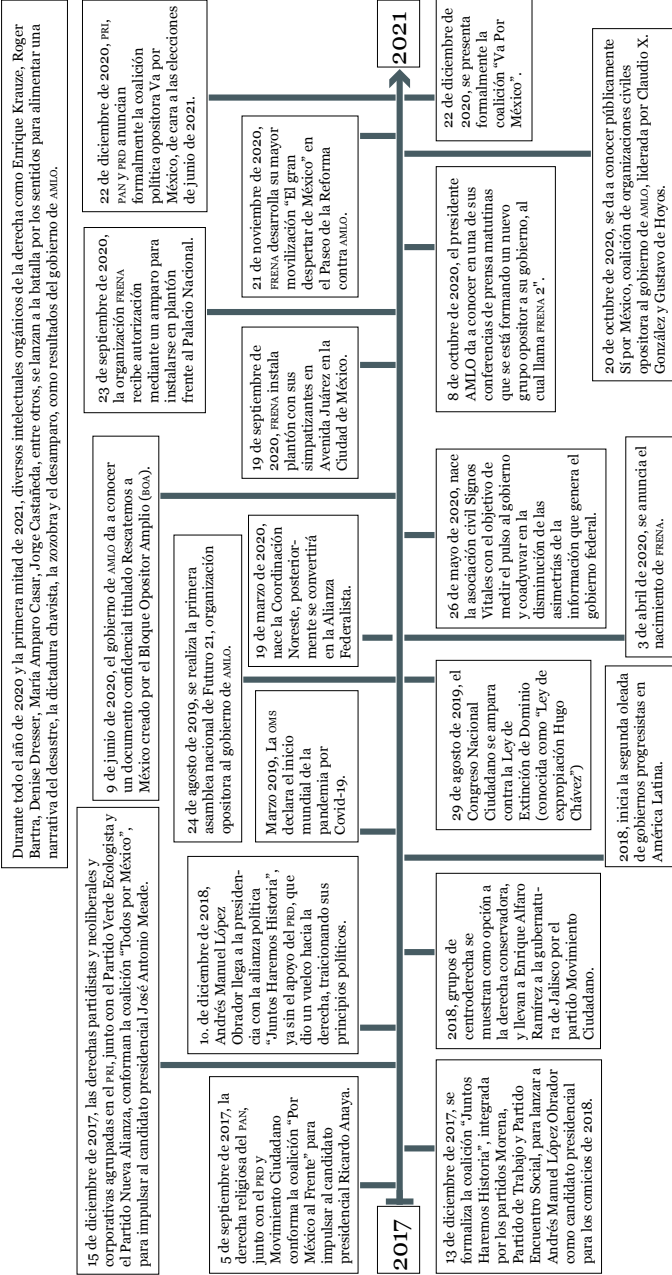 Durante todo el año de 2020 y la primera mitad de 2021, diversos intelectuales orgánicos de la derecha como Enrique Krauze, Roger
Bartra, Denise Dresser, María Amparo Casar, Jorge Castañeda, entre otros, se lanzan a la batalla por los sentidos para alimentar una
narrativa del desastre, la dictadura chavista, la zozobra y el desamparo, como resultados del gobierno de AMLO.
15 de diciembre de 2017, las derechas partidistas y neoliberales y
corporativas agrupadas en el PRI, junto con el Partido Verde Ecologista y
el Partido Nueva Alianza, conforman la coalición “Todos por México”,
para impulsar al candidato presidencial José Antonio Meade.
9 de junio de 2020, el gobierno de AMLO da a conocer
un documento confidencial titulado Rescatemos a
México creado por el Bloque Opositor Amplio (BOA).
23 de septiembre de 2020,
la organización FRENA
recibe autorización
mediante un amparo para
instalarse en plantón
frente al Palacio Nacional.
22 de diciembre de 2020, PRI,
PAN y PRD anuncian
formalmente la coalición
política opositora Va por
México, de cara a las elecciones
de junio de 2021.
24 de agosto de 2019, se realiza la primera
asamblea nacional de Futuro 21, organización
opositora al gobierno de AMLO.
5 de septiembre de 2017, la
derecha religiosa del PAN,
junto con el PRD y
Movimiento Ciudadano
conforma la coalición “Por
México al Frente” para
impulsar al candidato
presidencial Ricardo Anaya.
1o. de diciembre de 2018,
Andrés Manuel López
Obrador llega a la presiden-
cia con la alianza política
“Juntos Haremos Historia”,
ya sin el apoyo del PRD, que
dio un vuelco hacia la
derecha, traicionando sus
principios políticos.
Marzo 2019, La OMS
declara el inicio
mundial de la
pandemia por
Covid-19.
19 de marzo de 2020,
nace la Coordinación
Noreste, posterior-
mente se convertirá
en la Alianza
Federalista.
19 de septiembre de
2020, FRENA instala
plantón con sus
simpatizantes en
Avenida Juárez en la
Ciudad de México.
21 de noviembre de 2020,
FRENA desarrolla su mayor
movilización “El gran
despertar de México” en
el Paseo de la Reforma
contra AMLO.
2017
2021
13 de diciembre de 2017, se
formaliza la coalición “Juntos
Haremos Historia”, integrada
por los partidos Morena,
Partido de Trabajo y Partido
Encuentro Social, para lanzar a
Andrés Manuel López Obrador
como candidato presidencial
para los comicios de 2018.
2018, grupos de
centroderecha se
muestran como opción a
la derecha conservadora,
y llevan a Enrique Alfaro
Ramírez a la gubernatu-
ra de Jalisco por el
partido Movimiento
Ciudadano.
29 de agosto de 2019, el
Congreso Nacional
Ciudadano se ampara
contra la Ley de
Extinción de Dominio
(conocida como “Ley de
expropiación Hugo
Chávez”)
26 de mayo de 2020, nace
la asociación civil Signos
Vitales con el objetivo de
medir el pulso al gobierno
y coadyuvar en la
disminución de las
asimetrías de la
información que genera el
gobierno federal.
8 de octubre de 2020, el presidente
AMLO da a conocer en una de sus
conferencias de prensa matutinas
que se está formando un nuevo
grupo opositor a su gobierno, al
cual llama FRENA 2”.
22 de diciembre de
2020, se presenta
formalmente la
coalición “Va Por
México”.
2018, inicia la segunda oleada
de gobiernos progresistas en
América Latina.
3 de abril de 2020, se anuncia el
nacimiento de FRENA.
20 de octubre de 2020, se da a conocer públicamente
Sí por México, coalición de organizaciones civiles
opositora al gobierno de AMLO, liderada por Claudio X.
González y Gustavo de Hoyos.